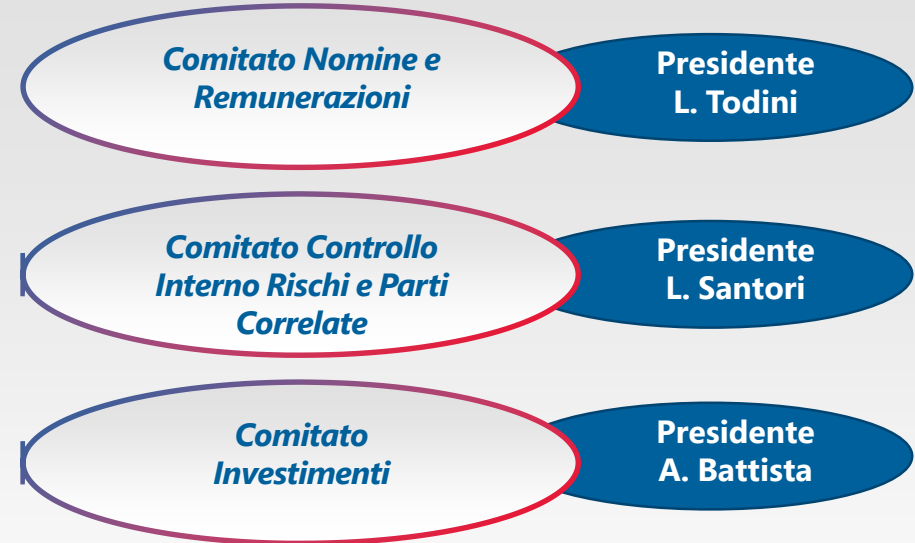 Comitato Nomine e
Remunerazioni
Presidente
L. Todini
Comitato Controllo
Interno Rischi e Parti
Correlate
Presidente
L. Santori
Comitato
Investimenti
Presidente
A. Battista